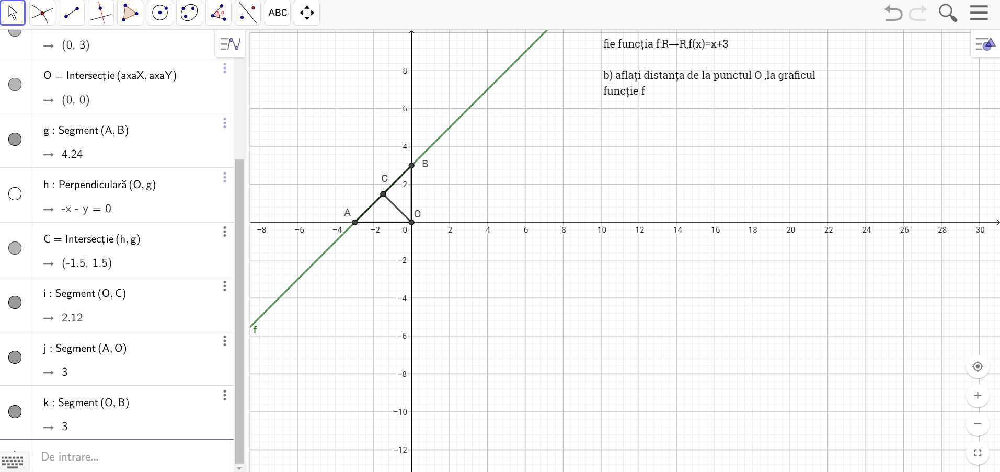 ABC
→ (0, 3)
O = Intersecție (axaX, axaY)
→ (0, 0)
g : Segment (A, B)
→ 4.24
h : Perpendiculară (O, g)
→ -x - y = 0
C = Intersecție (h, g)
→ (-1.5, 1.5)
i : Segment (O, C)
→ 2.12
j : Segment (A, O)
→ 3
k : Segment (O, B)
→ 3
De intrare...
fie funcția f:R→R,f(x)=x+3
b) aflați distanța de la punctul O ,la graficul
funcție f
8
6
4
B
C
2
A
O
−8 −6 −4 −2 0 2 4 6 8 10 12 14 16 18 20 22 24 26 28 30
−2
−4
f
−6
−8
−10
−12